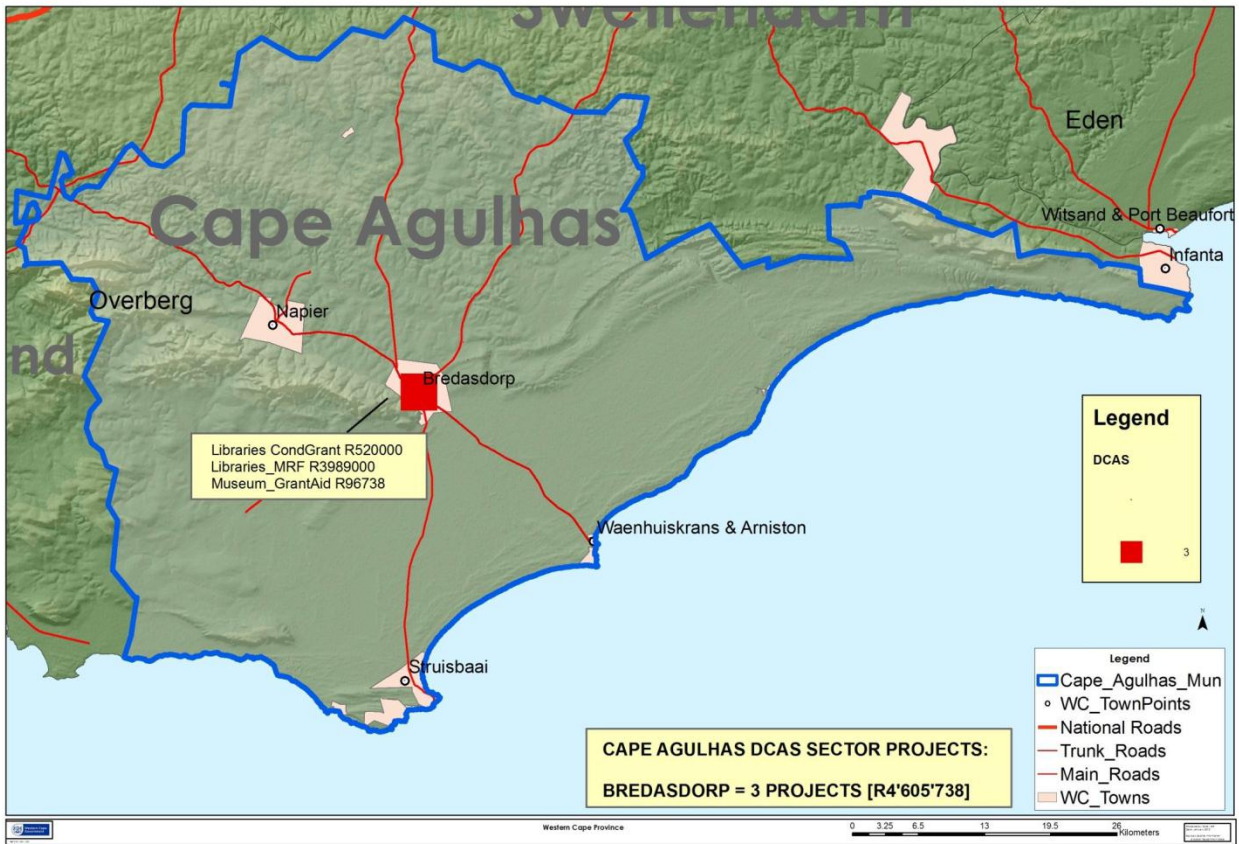 Swellendam
Eden
Cape Agulhas
Witsand & Port Beaufort
Infanta
Overberg
Napier
nd
Bredasdorp
Libraries CondGrant R520000
Libraries_MRF R3989000
Museum_GrantAid R96738
Legend
DCAS
3
Waenhuiskrans & Arniston
N
Struisbaai
Legend
Cape_Agulhas_Mun
WC_TownPoints
National Roads
Trunk_Roads
Main_Roads
WC_Towns
CAPE AGULHAS DCAS SECTOR PROJECTS:
BREDASDORP = 3 PROJECTS [R4'605'738]
Western Cape Government
Western Cape Province
0 3.25 6.5 13 19.5 26
Kilometers